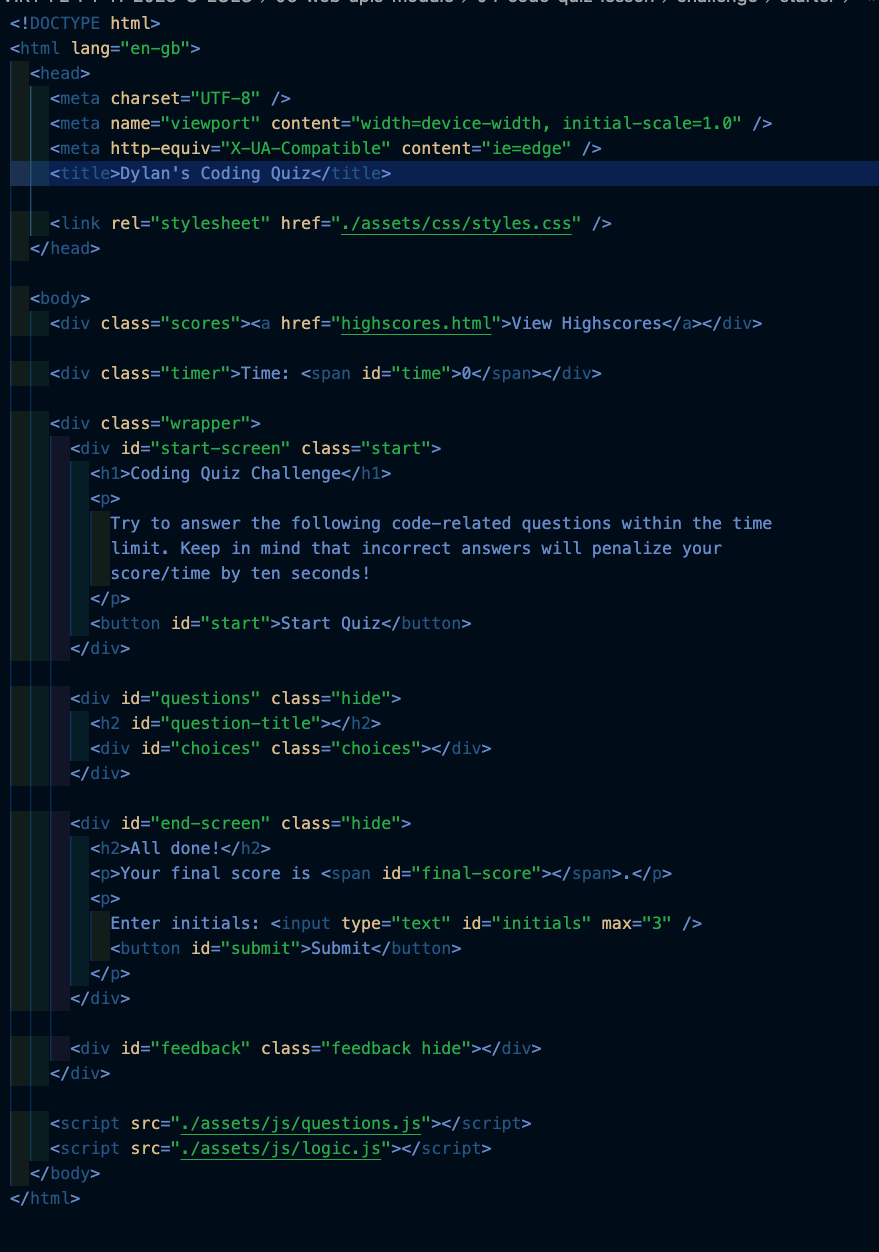 <!DOCTYPE html>
<html lang="en-gb">
<head>
<meta charset="UTF-8" />
<meta name="viewport" content="width=device-width, initial-scale=1.0" />
<meta http-equiv="X-UA-Compatible" content="ie=edge" />
<title>Dylan's Coding Quiz</title>
<link rel="stylesheet" href="./assets/css/styles.css" />
</head>
<body>
<div class="scores"><a href="highscores.html">View Highscores</a></div>
<div class="timer">Time: <span id="time">0</span></div>
<div class="wrapper">
<div id="start-screen" class="start">
<h1>Coding Quiz Challenge</h1>
<p>
Try to answer the following code-related questions within the time
limit. Keep in mind that incorrect answers will penalize your
score/time by ten seconds!
</p>
<button id="start">Start Quiz</button>
</div>
<div id="questions" class="hide">
<h2 id="question-title"></h2>
<div id="choices" class="choices"></div>
</div>
<div id="end-screen" class="hide">
<h2>All done!</h2>
<p>Your final score is <span id="final-score"></span>.</p>
<p>
Enter initials: <input type="text" id="initials" max="3" />
<button id="submit">Submit</button>
</p>
</div>
<div id="feedback" class="feedback hide"></div>
</div>
<script src="./assets/js/questions.js"></script>
<script src="./assets/js/logic.js"></script>
</body>
</html>